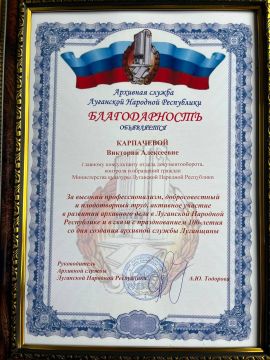 Архивная служба
Луганской Народной Республики
БЛАГОДАРНОСТЬ
ОБЪЯВЛЯЕТСЯ
КАРПАЧЕВОЙ
Виктории Алексеевне
главному консультанту отдела документооборота,
контроля и обращений граждан
Министерства культуры Луганской Народной Республики
За высокий профессионализм, добросовестный
и плодотворный труд, активное участие
в развитии архивного дела в Луганской Народной
Республике и в связи с празднованием 100-летия
со дня создания архивной службы Луганщины
Руководитель
Архивной службы
Луганской Народной Республики
А.Ю. Тодорова